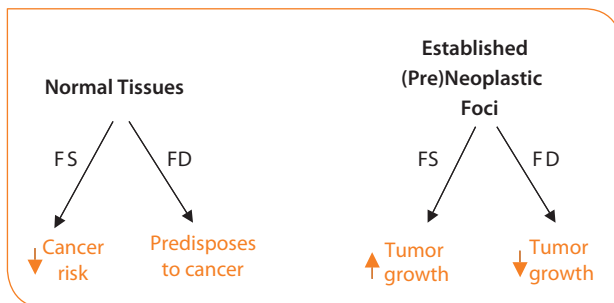 Normal Tissues
FS
FD
Cancer
risk
Predisposes
to cancer
Established
(Pre)Neoplastic
Foci
FS
FD
Tumor
growth
Tumor
growth